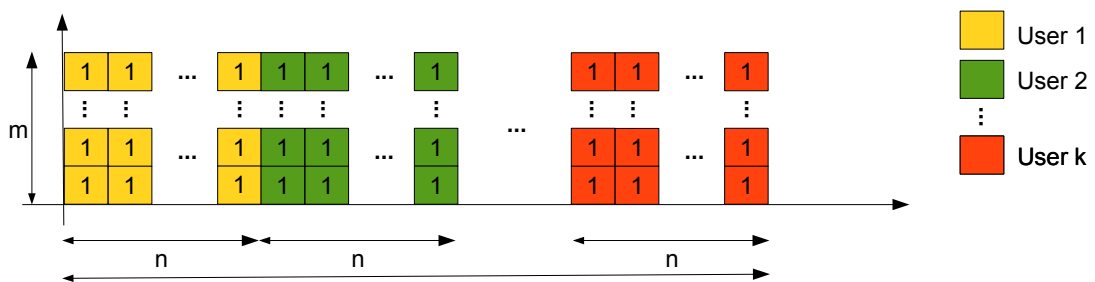 1 1 ... 1 1 1 ... 1 1 1 ... 1 User 1
User 2
⋮ ⋮ ⋮ ⋮ ⋮ ⋮ ⋮ ⋮ ⋮ ⋮ ⋮
m 1 1 ... 1 1 1 ... 1 ... 1 1 ... 1 User k
1 1 1 1 1 1 1 1 1
n n n